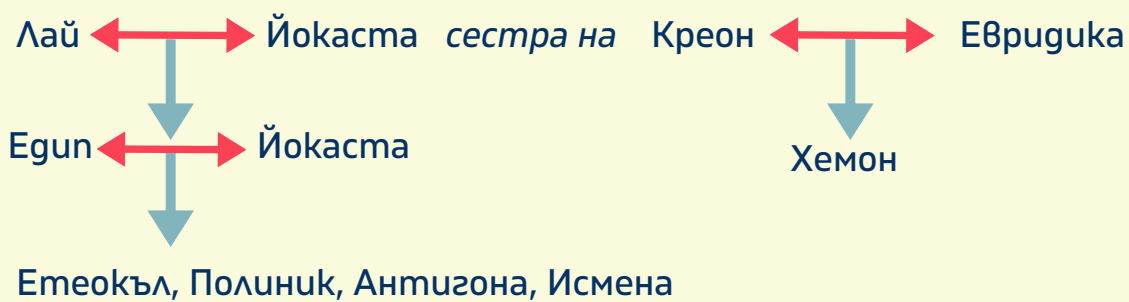 Лай Йокаста сестра на Креон Евридика
Едип Йокаста
Хемон
Етеокъл, Полиник, Антигона, Исмена